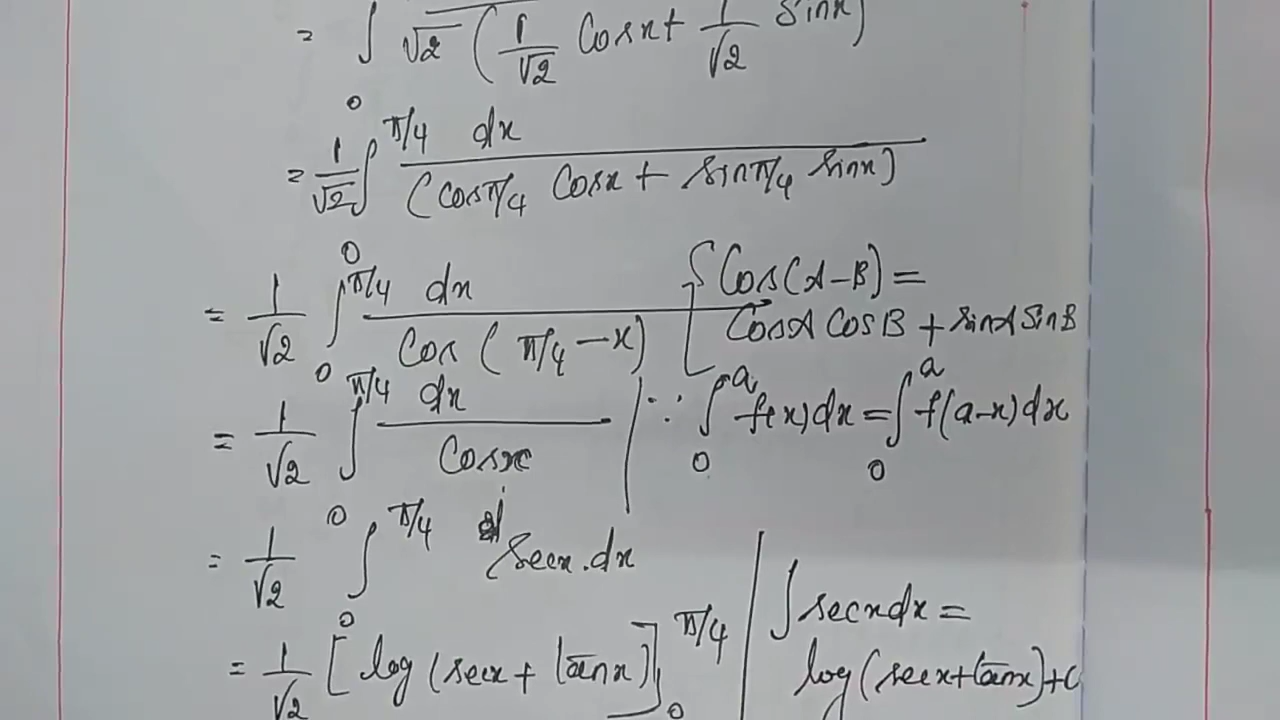 = ∫ √2 (1/√2 Cosx + 1/√2 Sinx)
0
= 1/√2 ∫ π/4 dx
(cosπ/4 Cosx + sinπ/4 sinx)
0
= 1/√2 ∫ π/4 dx / Cos(π/4 − x) [Cos(A−B) =
CosA CosB + sinA SinB
0
= 1/√2 ∫ π/4 dx / Cosx | ∵ ∫ a 0 f(x)dx = ∫ a 0 f(a−x)dx
0
= 1/√2 ∫ π/4 secx.dx
0
∫ secxdx =
= 1/√2 [log (secx + tanx)] π/4 0
log(secx+tanx)+C